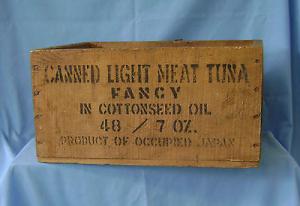 CANNED LIGHT MEAT TUNA
FANCY
IN COTTONSEED OIL
48 / 7 OZ.
PRODUCT OF OCCUPIED JAPAN